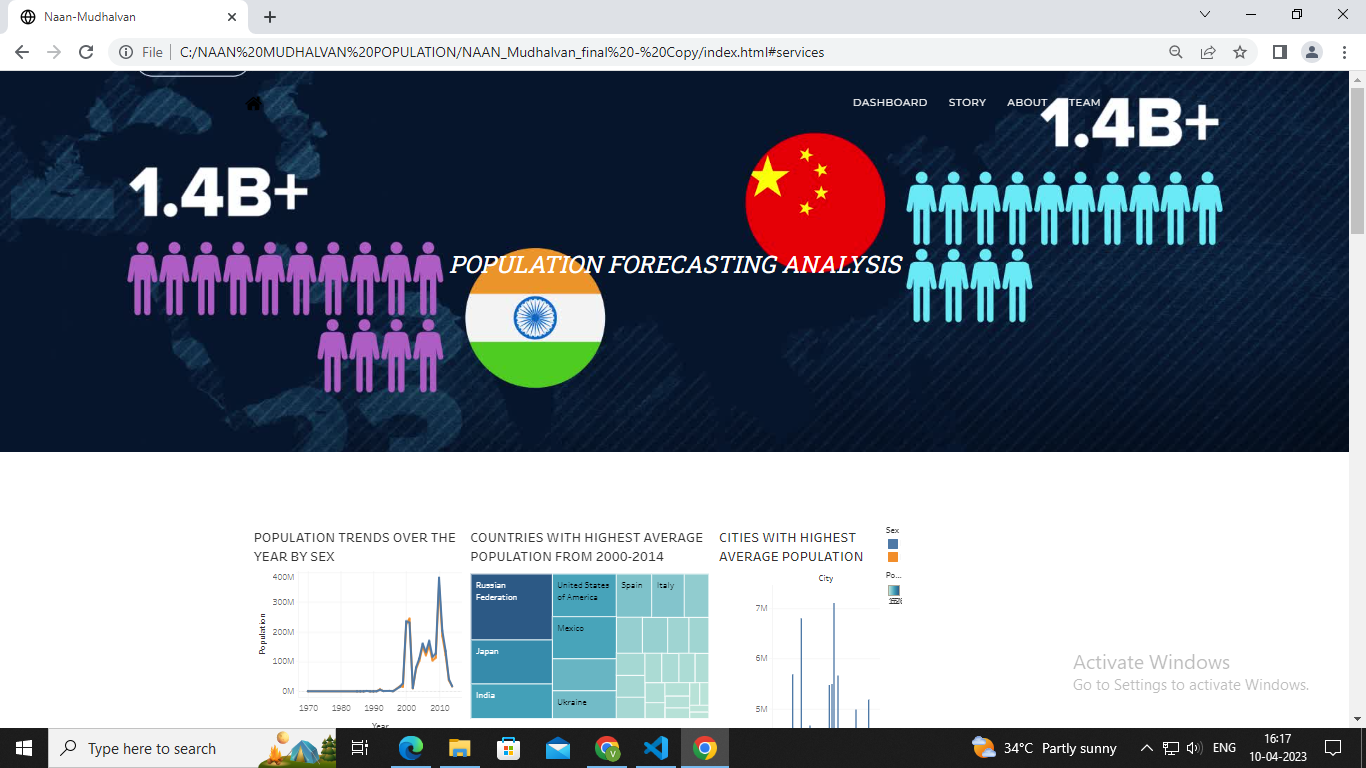 Naan-Mudhalvan
File
C:/NAAN%20MUDHALVAN%20POPULATION/NAAN_Mudhalvan_final%20-%20Copy/index.html#services
DASHBOARD STORY ABOUT TEAM
1.4B+
1.4B+
POPULATION FORECASTING ANALYSIS
POPULATION TRENDS OVER THE
YEAR BY SEX
400M
300M
200M
100M
0M
Population
1970 1980 1990 2000 2010
Year
COUNTRIES WITH HIGHEST AVERAGE
POPULATION FROM 2000-2014
Russian
Federation
Japan
India
United States
of America
Mexico
Ukraine
Spain
Italy
CITIES WITH HIGHEST
AVERAGE POPULATION
City
7M
6M
5M
Sex
Po...
Activate Windows
Go to Settings to activate Windows.
Type here to search
V
34°C Partly sunny
ENG
16:17
10-04-2023